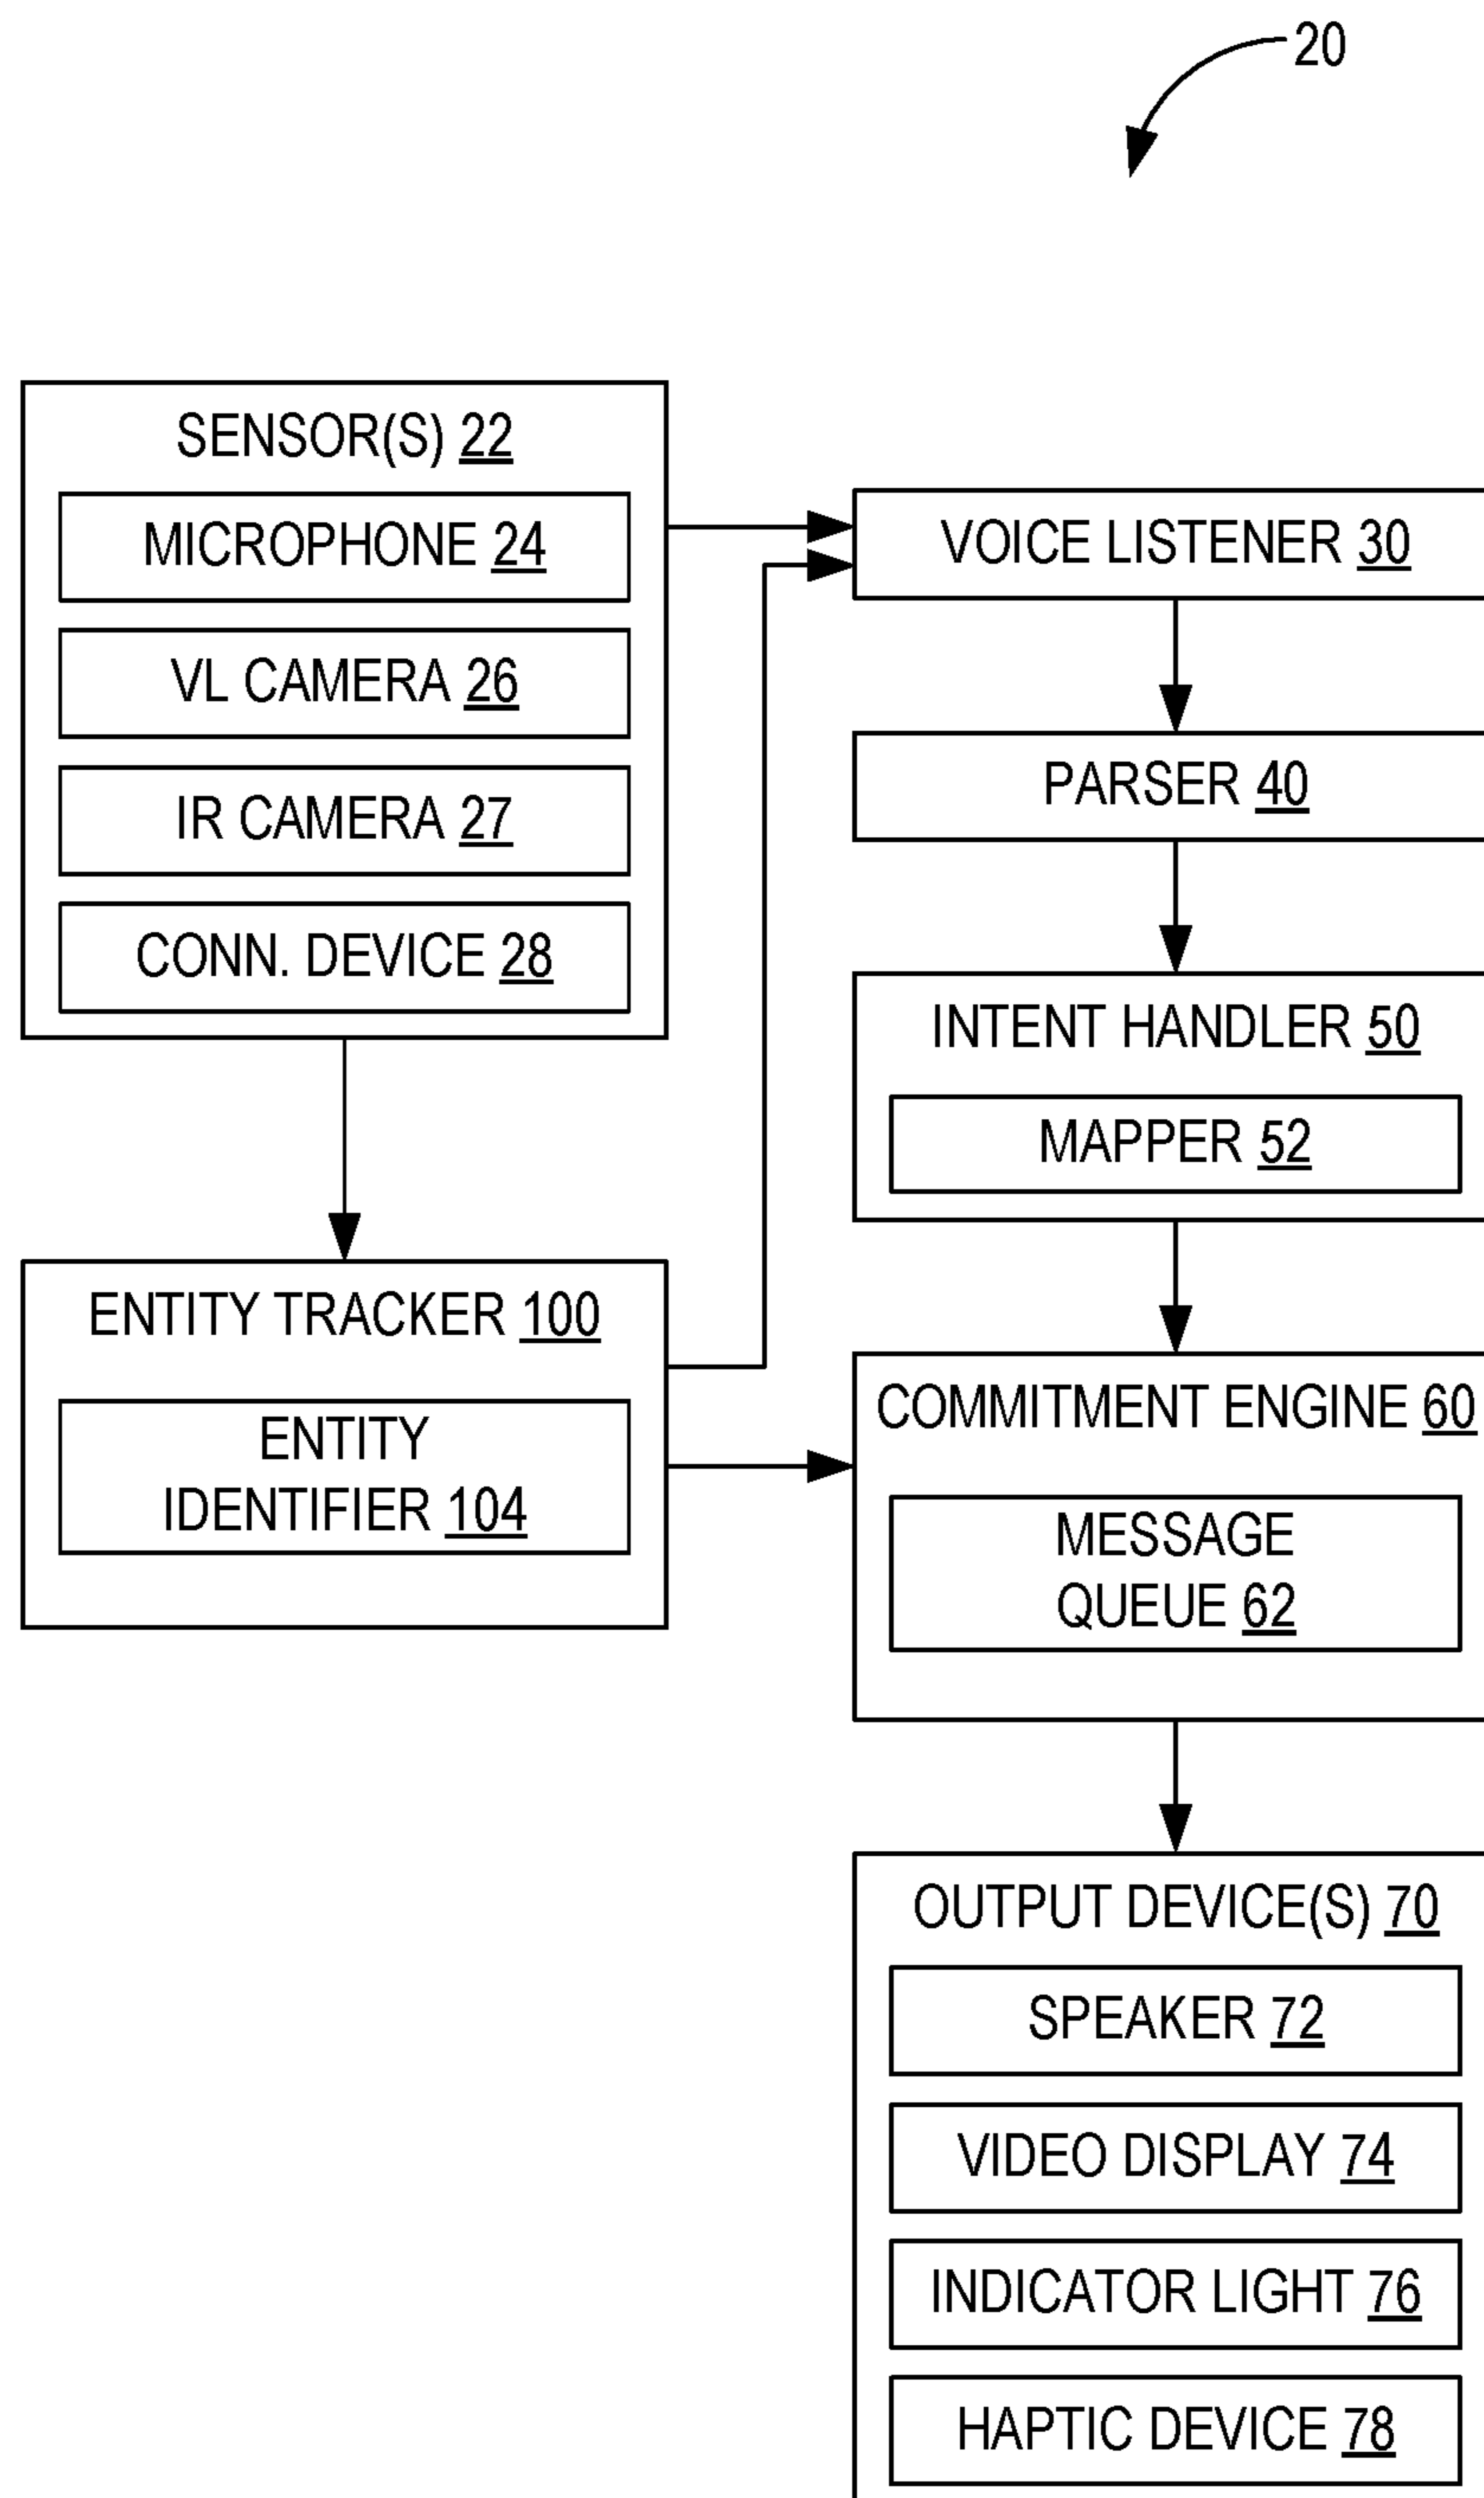 20
SENSOR(S) 22
MICROPHONE 24
VL CAMERA 26
IR CAMERA 27
CONN. DEVICE 28
ENTITY TRACKER 100
ENTITY
IDENTIFIER 104
VOICE LISTENER 30
PARSER 40
INTENT HANDLER 50
MAPPER 52
COMMITMENT ENGINE 60
MESSAGE
QUEUE 62
OUTPUT DEVICE(S) 70
SPEAKER 72
VIDEO DISPLAY 74
INDICATOR LIGHT 76
HAPTIC DEVICE 78